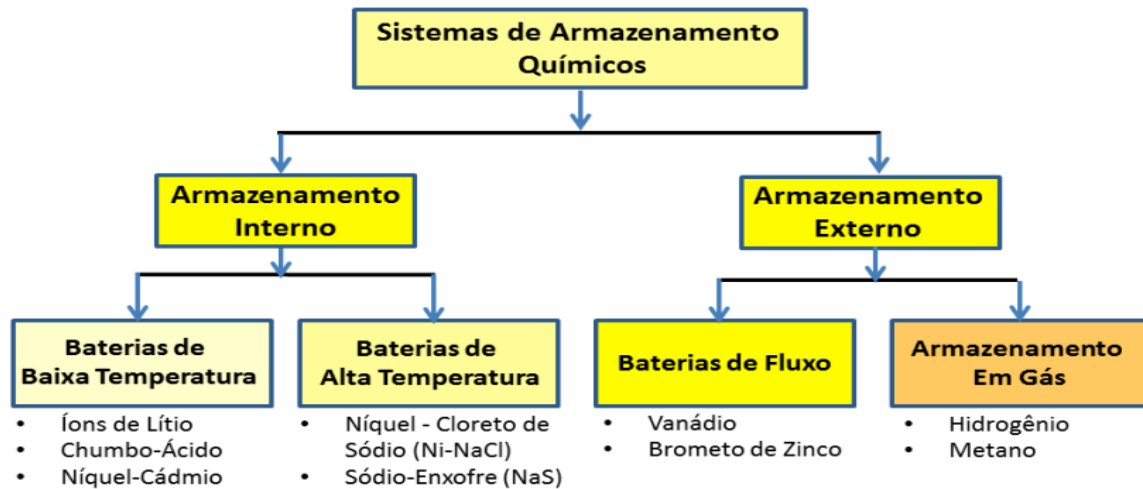 Sistemas de Armazenamento
Químicos
Armazenamento
Interno
Armazenamento
Externo
Baterias de
Baixa Temperatura
• Íons de Lítio
• Chumbo-Ácido
• Níquel-Cádmio
Baterias de
Alta Temperatura
• Níquel - Cloreto de
Sódio (Ni-NaCl)
• Sódio-Enxofre (NaS)
Baterias de Fluxo
• Vanádio
• Brometo de Zinco
Armazenamento
Em Gás
• Hidrogênio
• Metano